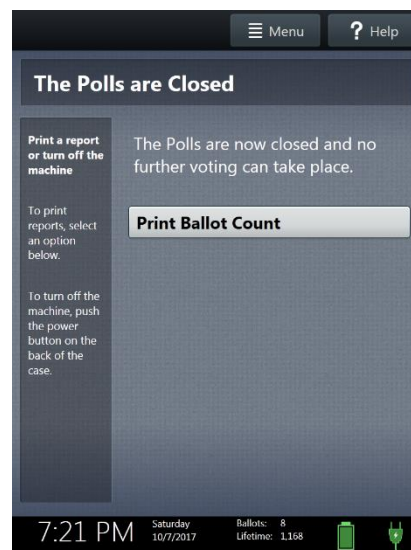 Menu
? Help
The Polls are Closed
Print a report
or turn off the
machine
To print
reports, select
an option
below.
To turn off the
machine, push
the power
button on the
back of the
case.
The Polls are now closed and no
further voting can take place.
Print Ballot Count
7:21 PM
Saturday
10/7/2017
Ballots: 8
Lifetime: 1,168